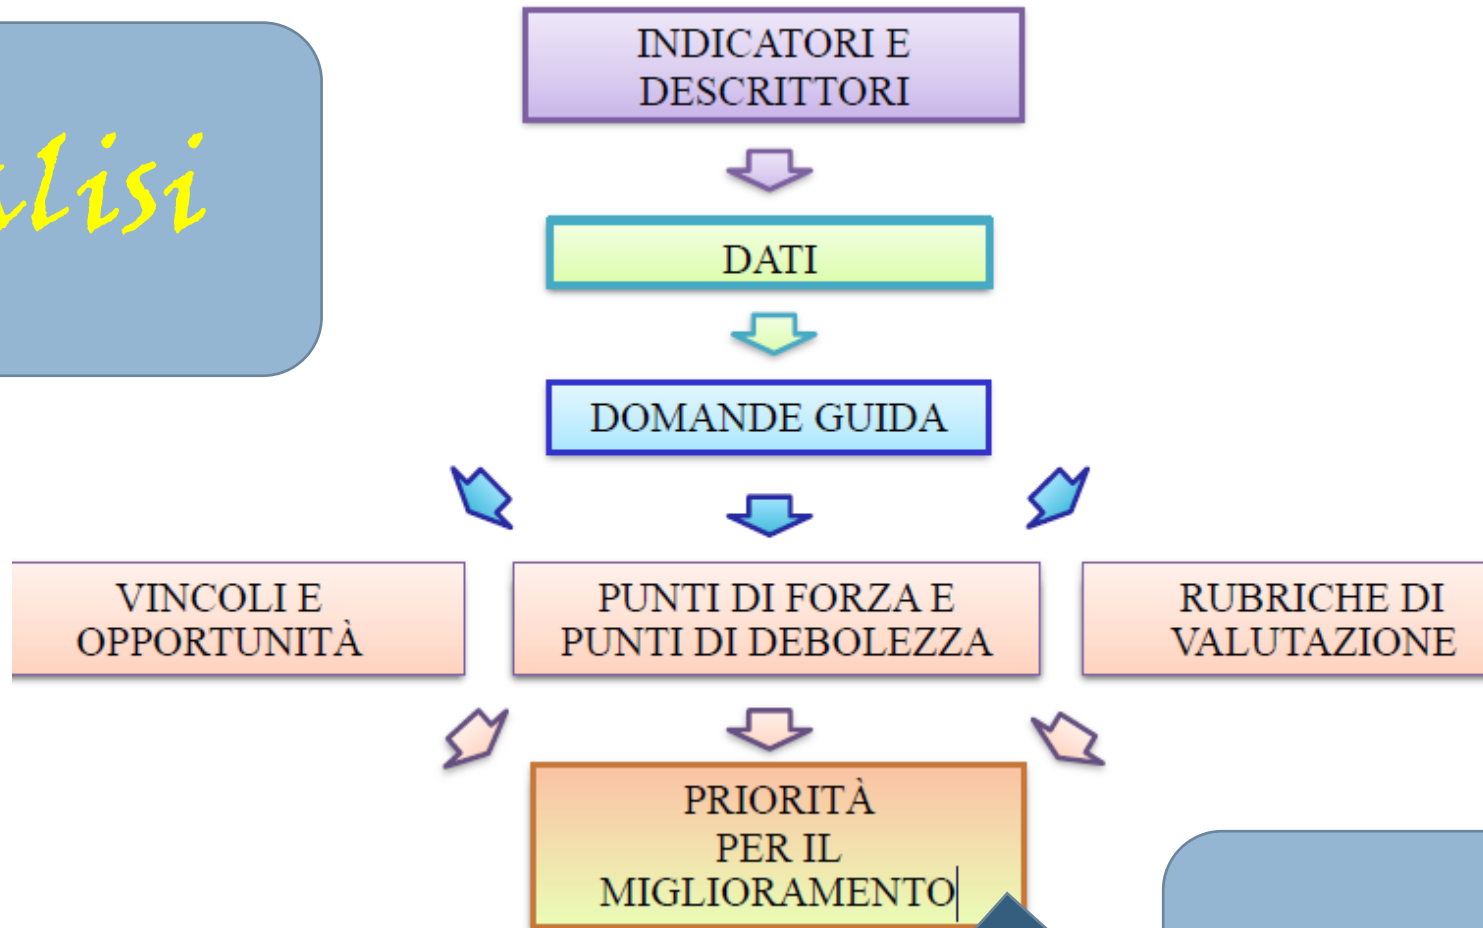 INDICATORI E
DESCRITTORI
DATI
DOMANDE GUIDA
VINCOLI E
OPPORTUNITÀ
PUNTI DI FORZA E
PUNTI DI DEBOLEZZA
RUBRICHE DI
VALUTAZIONE
PRIORITÀ
PER IL
MIGLIORAMENTO